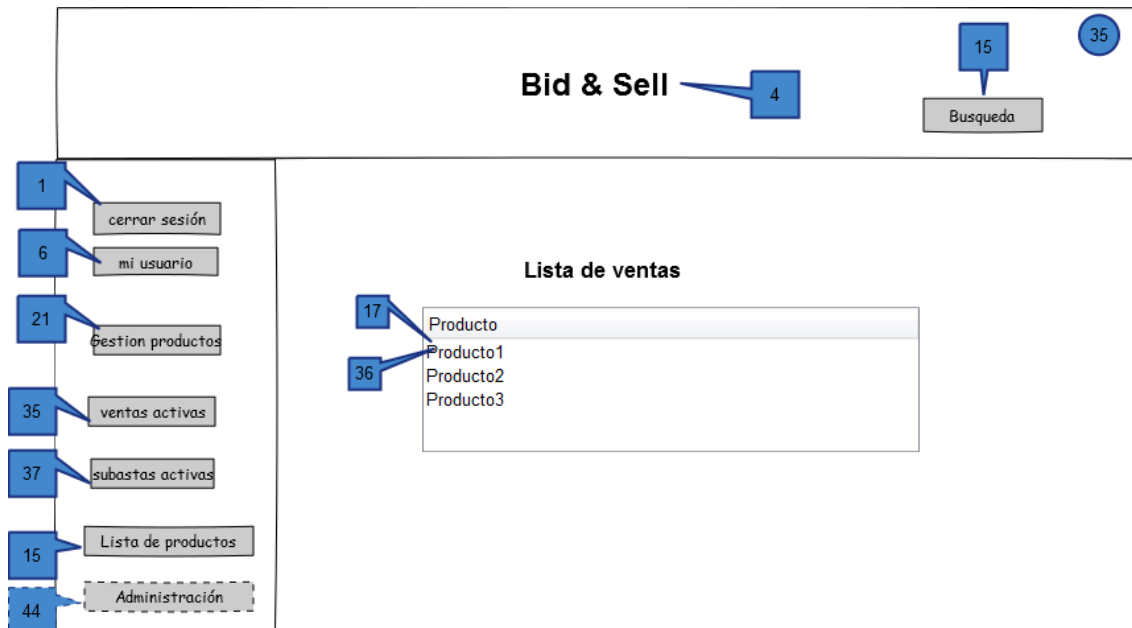 35
15
Bid & Sell
4
Busqueda
1
cerrar sesión
6
mi usuario
Lista de ventas
21
Gestion productos
17
Producto
Producto1
36
Producto2
Producto3
35
ventas activas
37
subastas activas
15
Lista de productos
44
Administración